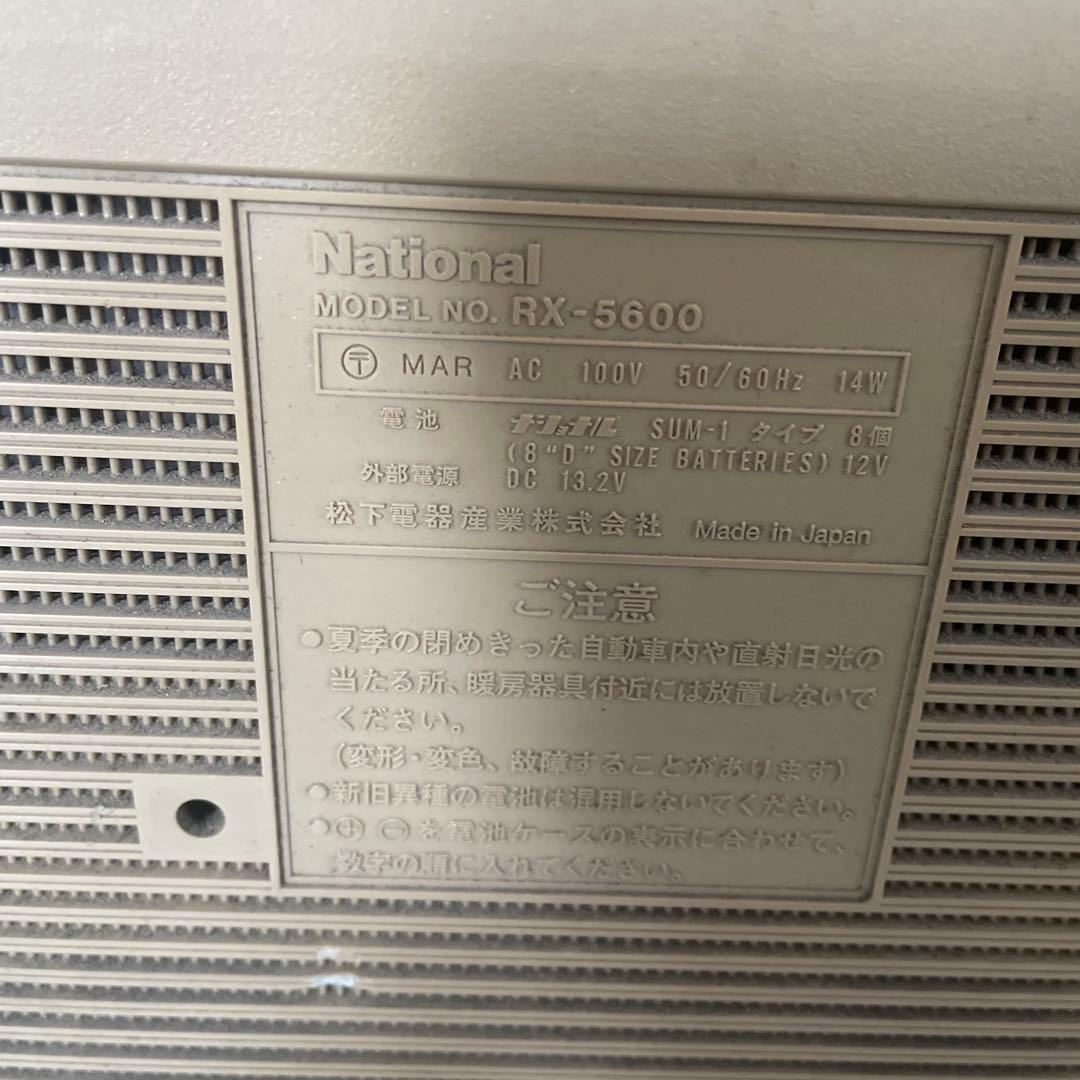 National
MODEL NO. RX-5600
〒 MAR AC 100V 50/60Hz 14W
電池 ナショナル SUM-1 タイプ 8個
(8 "D" SIZE BATTERIES) 12V
外部電源 DC 13.2V
松下電器産業株式会社 Made in Japan
ご注意
●夏季の閉めきった自動車内や直射日光の
当たる所、暖房器具付近には放置しないで
ください。
(変形・変色、故障することがあります)
●新旧異種の電池は混用しないでください。
●⊕ ⊖を電池ケースの表示に合わせて、
数字の順に入れてください。